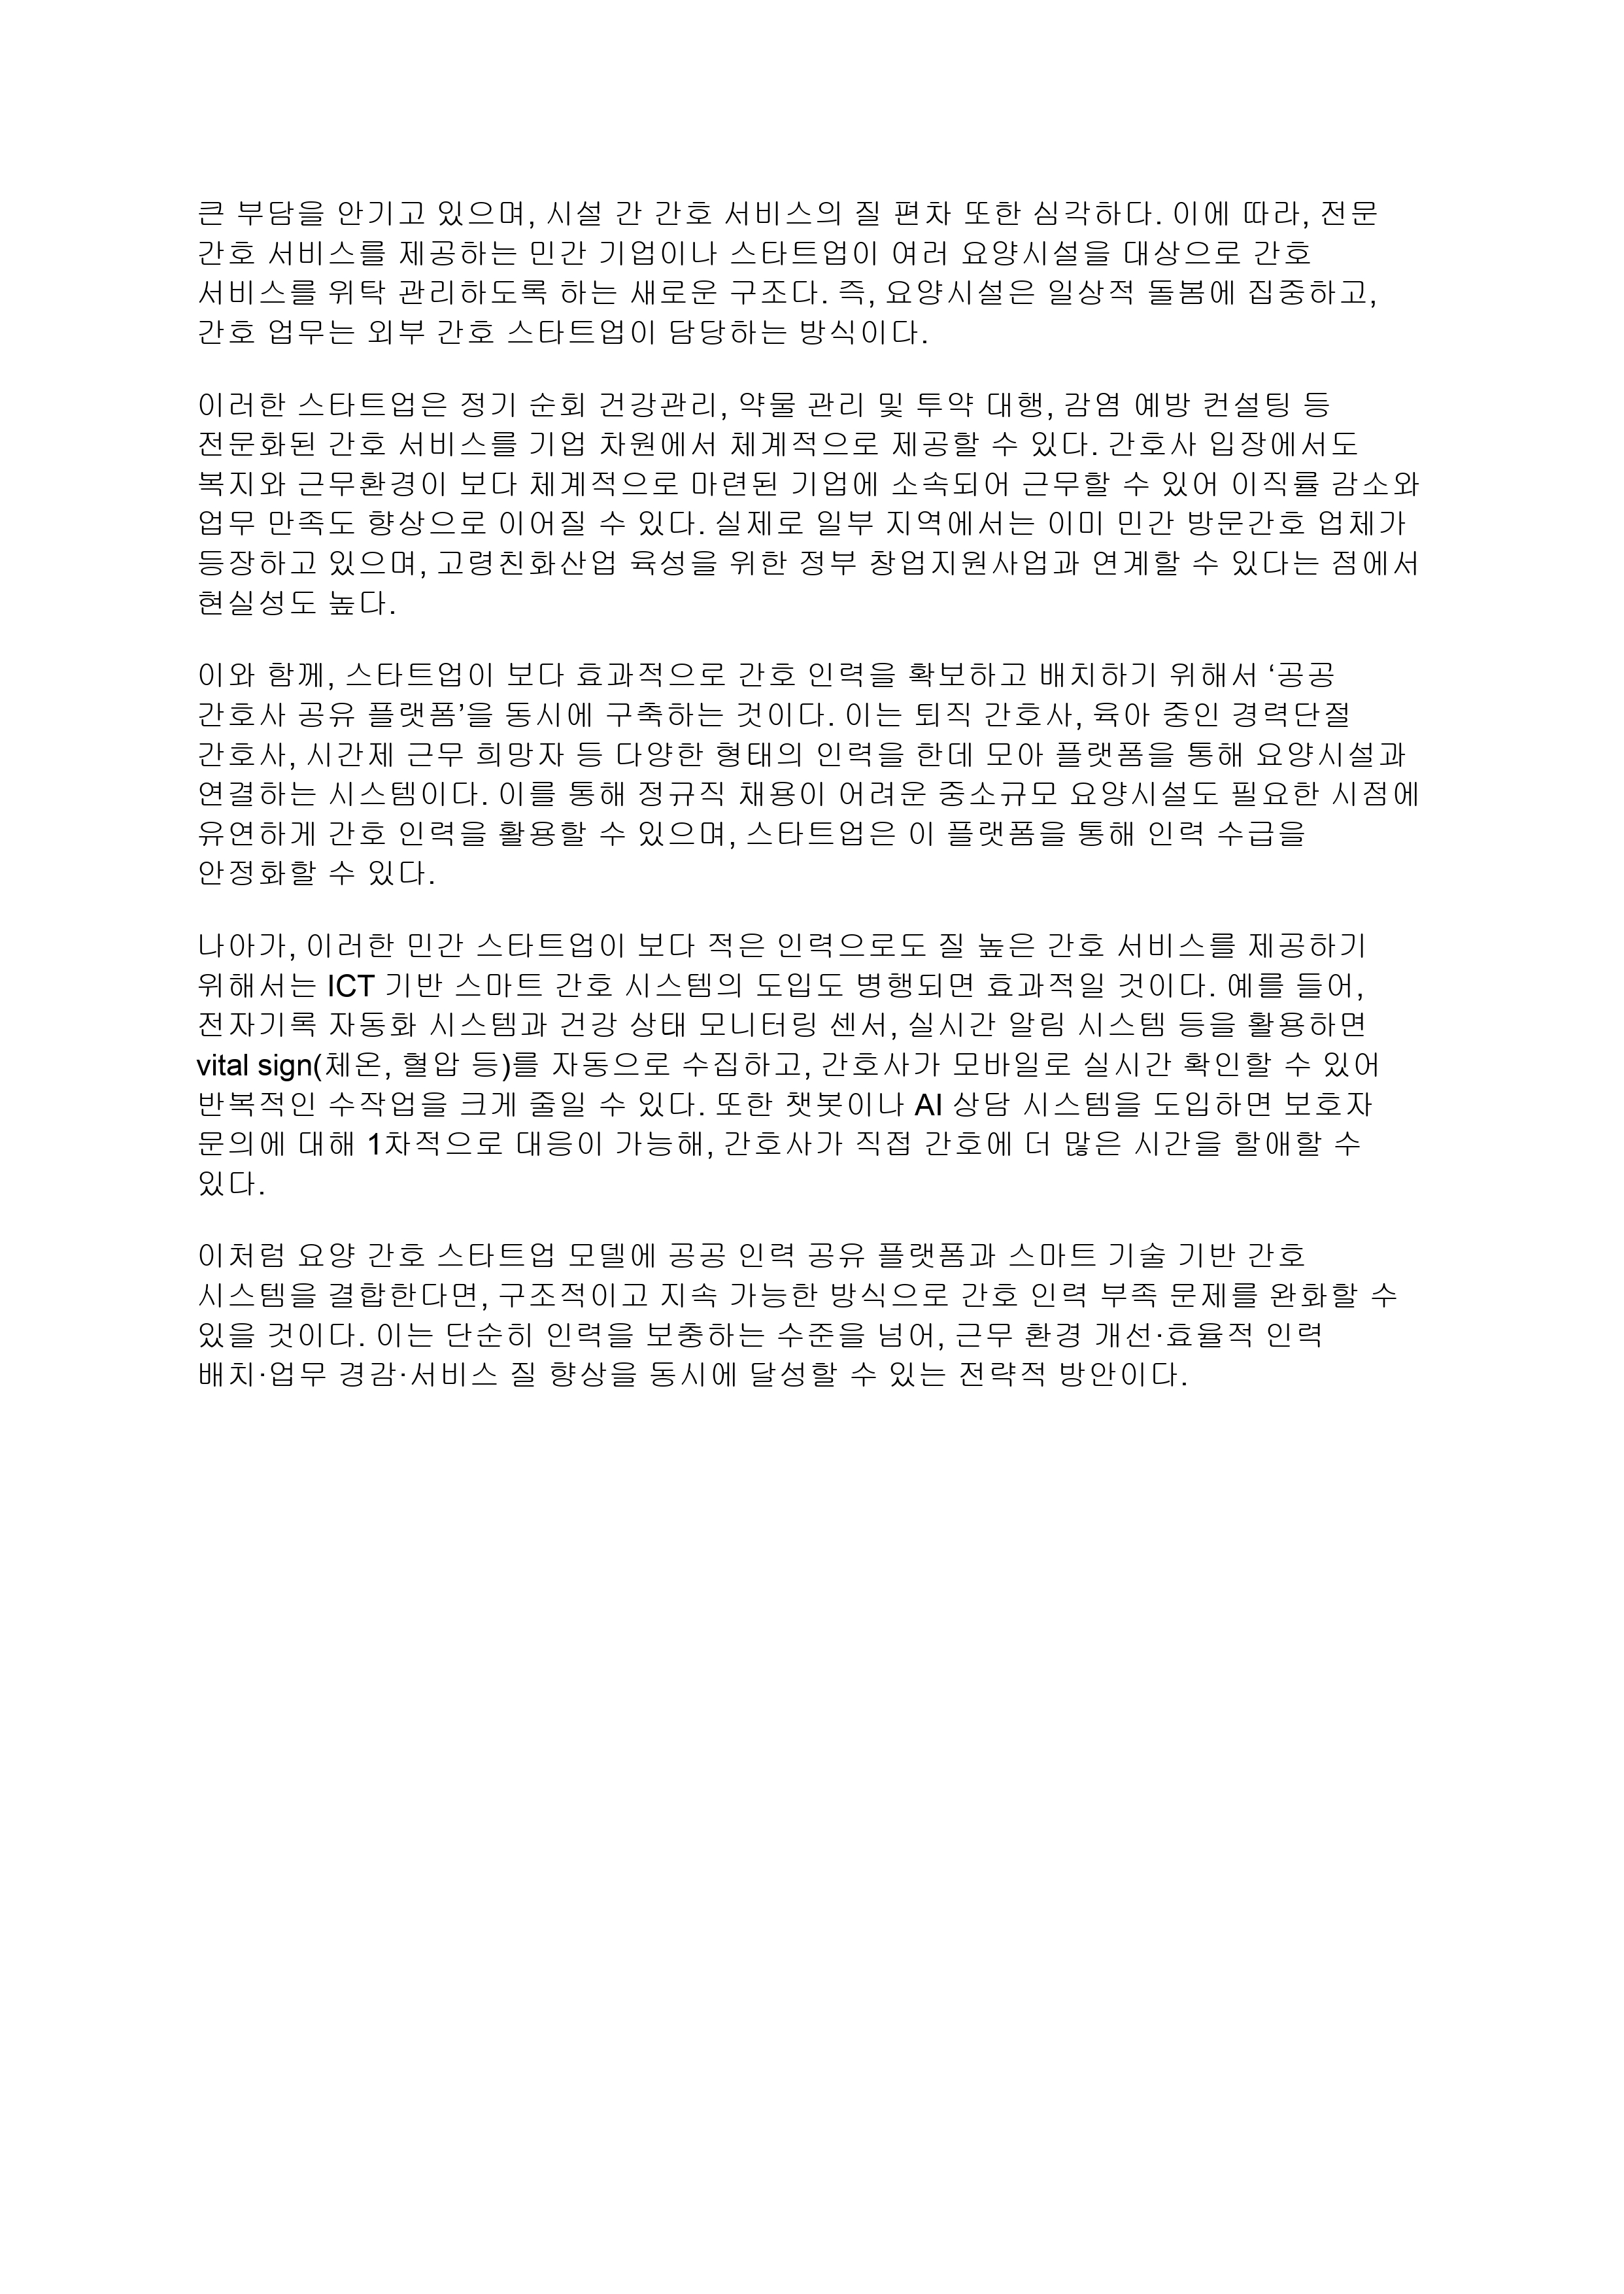 큰 부담을 안기고 있으며, 시설 간 간호 서비스의 질 편차 또한 심각하다. 이에 따라, 전문
간호 서비스를 제공하는 민간 기업이나 스타트업이 여러 요양시설을 대상으로 간호
서비스를 위탁 관리하도록 하는 새로운 구조다. 즉, 요양시설은 일상적 돌봄에 집중하고,
간호 업무는 외부 간호 스타트업이 담당하는 방식이다.
이러한 스타트업은 정기 순회 건강관리, 약물 관리 및 투약 대행, 감염 예방 컨설팅 등
전문화된 간호 서비스를 기업 차원에서 체계적으로 제공할 수 있다. 간호사 입장에서도
복지와 근무환경이 보다 체계적으로 마련된 기업에 소속되어 근무할 수 있어 이직률 감소와
업무 만족도 향상으로 이어질 수 있다. 실제로 일부 지역에서는 이미 민간 방문간호 업체가
등장하고 있으며, 고령친화산업 육성을 위한 정부 창업지원사업과 연계할 수 있다는 점에서
현실성도 높다.
이와 함께, 스타트업이 보다 효과적으로 간호 인력을 확보하고 배치하기 위해서 ‘공공
간호사 공유 플랫폼’을 동시에 구축하는 것이다. 이는 퇴직 간호사, 육아 중인 경력단절
간호사, 시간제 근무 희망자 등 다양한 형태의 인력을 한데 모아 플랫폼을 통해 요양시설과
연결하는 시스템이다. 이를 통해 정규직 채용이 어려운 중소규모 요양시설도 필요한 시점에
유연하게 간호 인력을 활용할 수 있으며, 스타트업은 이 플랫폼을 통해 인력 수급을
안정화할 수 있다.
나아가, 이러한 민간 스타트업이 보다 적은 인력으로도 질 높은 간호 서비스를 제공하기
위해서는 ICT 기반 스마트 간호 시스템의 도입도 병행되면 효과적일 것이다. 예를 들어,
전자기록 자동화 시스템과 건강 상태 모니터링 센서, 실시간 알림 시스템 등을 활용하면
vital sign(체온, 혈압 등)를 자동으로 수집하고, 간호사가 모바일로 실시간 확인할 수 있어
반복적인 수작업을 크게 줄일 수 있다. 또한 챗봇이나 AI 상담 시스템을 도입하면 보호자
문의에 대해 1차적으로 대응이 가능해, 간호사가 직접 간호에 더 많은 시간을 할애할 수
있다.
이처럼 요양 간호 스타트업 모델에 공공 인력 공유 플랫폼과 스마트 기술 기반 간호
시스템을 결합한다면, 구조적이고 지속 가능한 방식으로 간호 인력 부족 문제를 완화할 수
있을 것이다. 이는 단순히 인력을 보충하는 수준을 넘어, 근무 환경 개선·효율적 인력
배치·업무 경감·서비스 질 향상을 동시에 달성할 수 있는 전략적 방안이다.